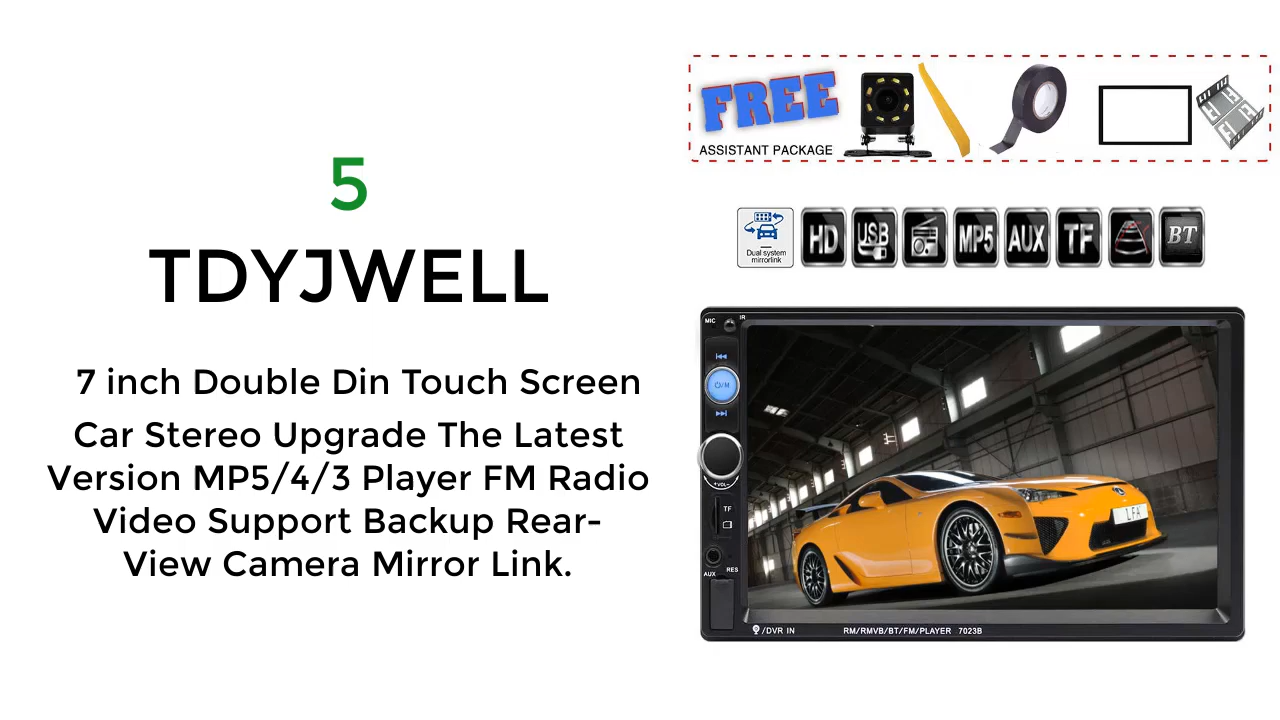 5
TDYJWELL
7 inch Double Din Touch Screen
Car Stereo Upgrade The Latest
Version MP5/4/3 Player FM Radio
Video Support Backup Rear-
View Camera Mirror Link.
FREE
ASSISTANT PACKAGE
Dual system
mirrorlink
HD
USB
MP5
AUX
TF
BT
MIC
IR
⏻/M
+VOL-
TF
AUX
RES
/DVR IN
RM/RMVB/BT/FM/PLAYER 7023B
LFA